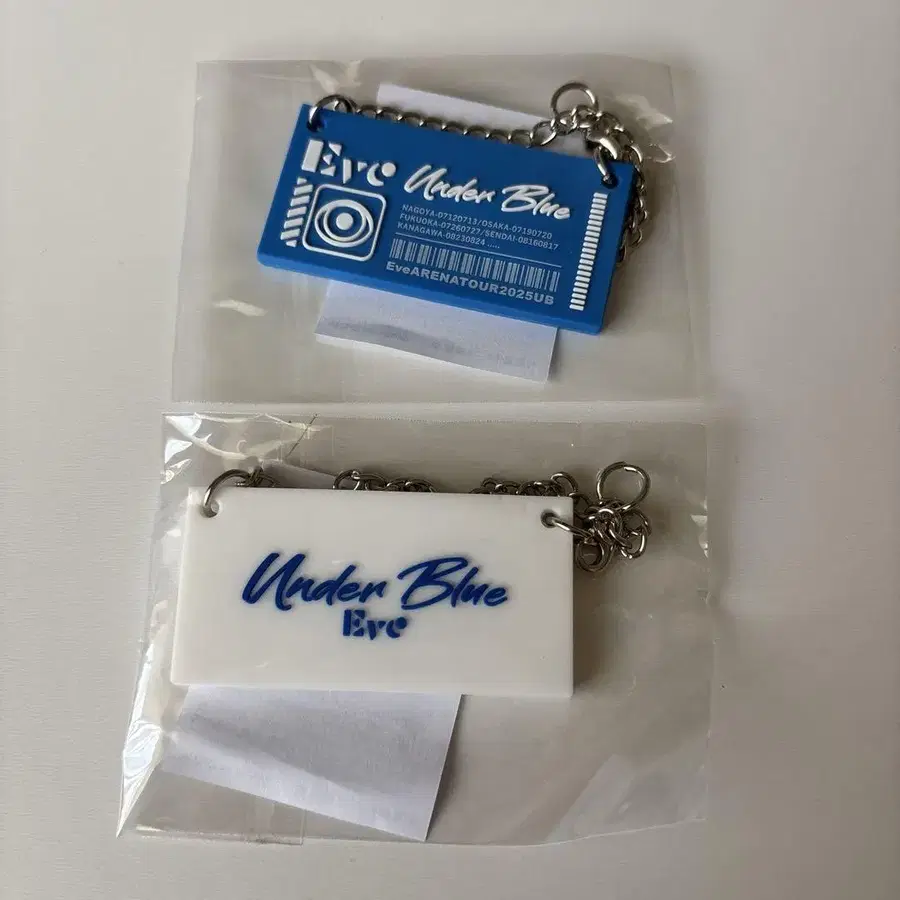 Eve
Under Blue
NAGOYA-07120713/OSAKA-07190720
FUKUOKA-07260727/SENDAI-08160817
KANAGAWA-08230824 .....
EveARENATOUR2025UB
Under Blue
Eve